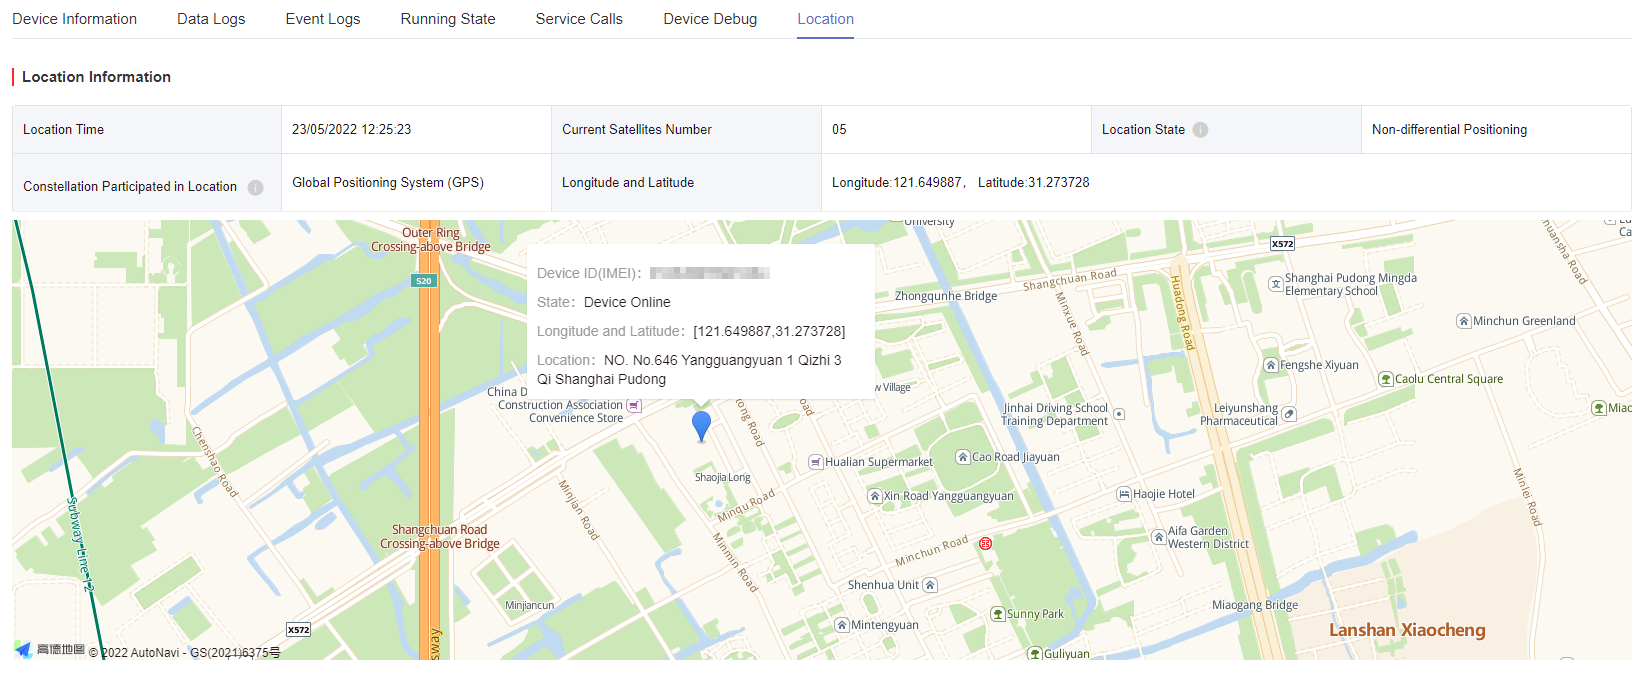 Device Information Data Logs Event Logs Running State Service Calls Device Debug Location
Location Information
Location Time 23/05/2022 12:25:23 Current Satellites Number 05 Location State Non-differential Positioning
Constellation Participated in Location Global Positioning System (GPS) Longitude and Latitude Longitude:121.649887, Latitude:31.273728
University
Outer Ring
Crossing-above Bridge
X572
S20
Device ID(IMEI):
State: Device Online
Longitude and Latitude: [121.649887,31.273728]
Location: NO. No.646 Yangguangyuan 1 Qizhi 3
Qi Shanghai Pudong
Zhongqunhe Bridge
Shangchuan Road
Minxue Road
Huadong Road
Shanghai Pudong Mingda
Elementary School
Minchun Greenland
Fengshe Xiyuan
Caolu Central Square
Village
China
Construction Association
Convenience Store
Road
Jinhai Driving School
Training Department
Leiyunshang
Pharmaceutical
Chenshao Road
Hualian Supermarket
Cao Road Jiayuan
Shaojia Long
Xin Road Yangguangyuan
Haojie Hotel
Minlei Road
Minqu Road
Minjian Road
Subway Line 12
Shangchuan Road
Crossing-above Bridge
Minmin Road
Minchun Road
Aifa Garden
Western District
Shenhua Unit
Minjiancun
Sunny Park
Miaogang Bridge
X572
Mintengyuan
Lanshan Xiaocheng
Guliyuan
高德地图 © 2022 AutoNavi - GS(2021)6375号